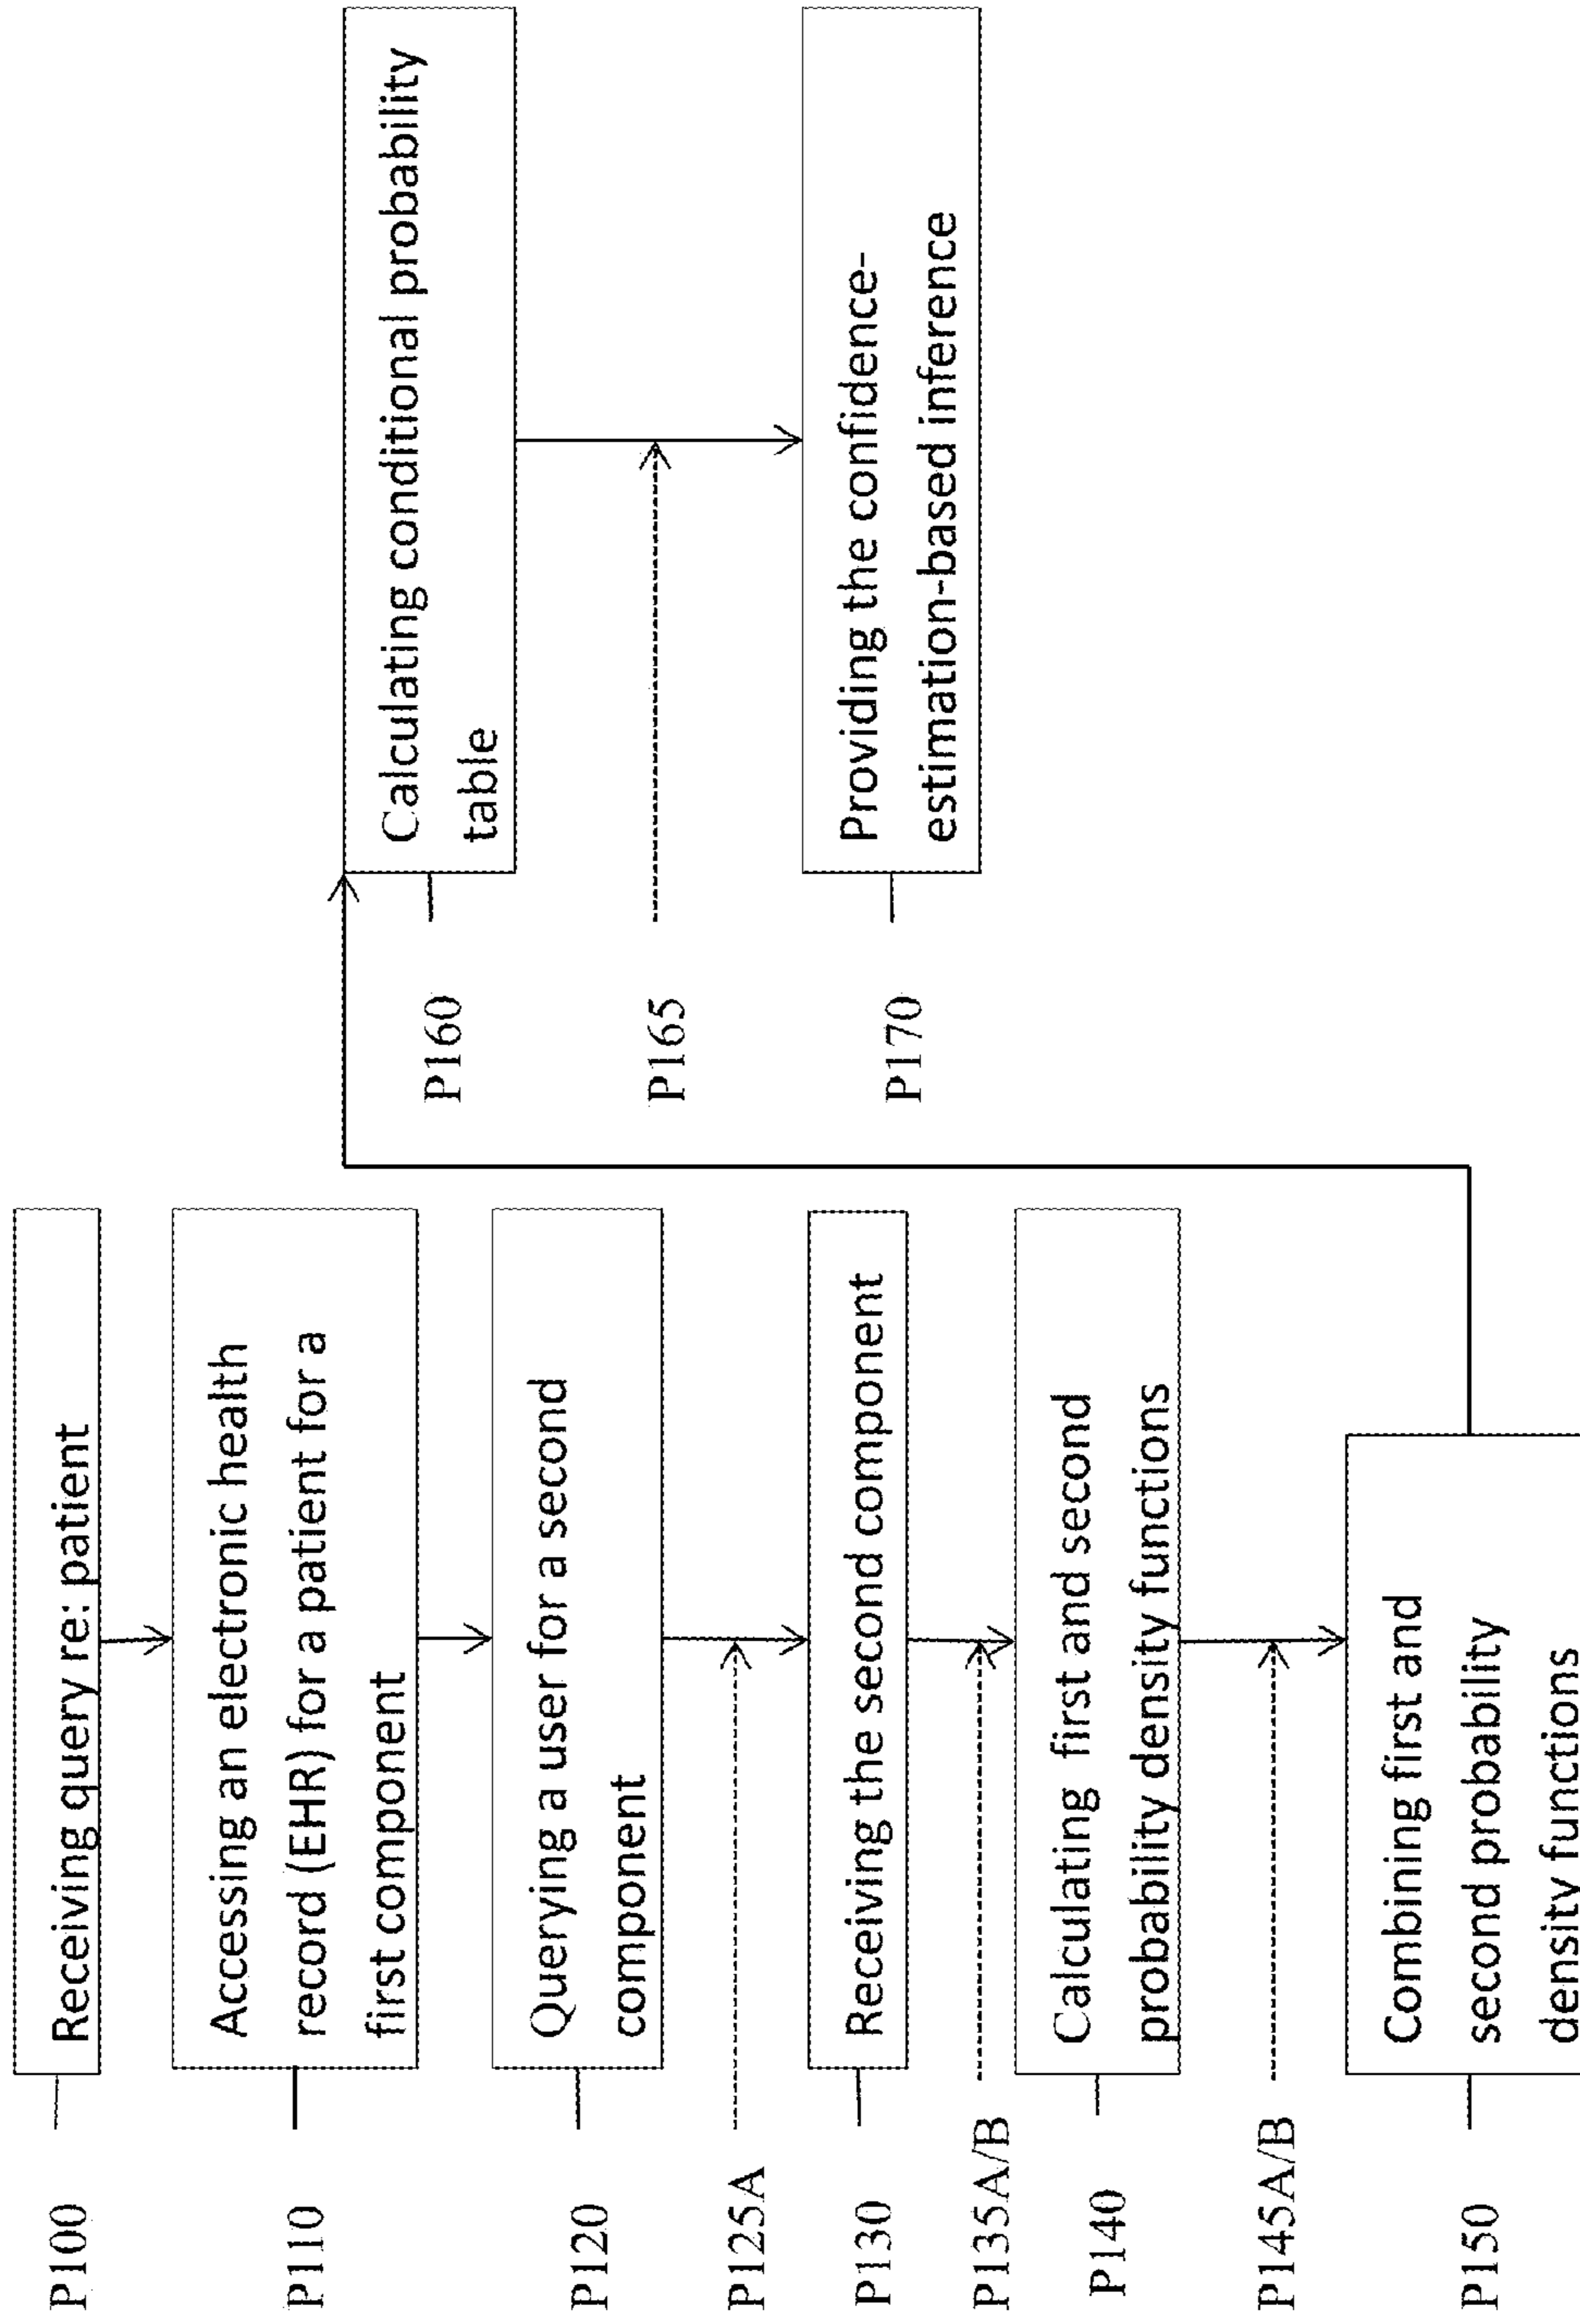 P100
Receiving query re: patient
P110
Accessing an electronic health
record (EHR) for a patient for a
first component
P120
Querying a user for a second
component
P125A
P130
Receiving the second component
P135A/B
P140
Calculating first and second
probability density functions
P145A/B
P150
Combining first and
second probability
density functions
P160
Calculating conditional probability
table
P165
P170
Providing the confidence-
estimation-based inference